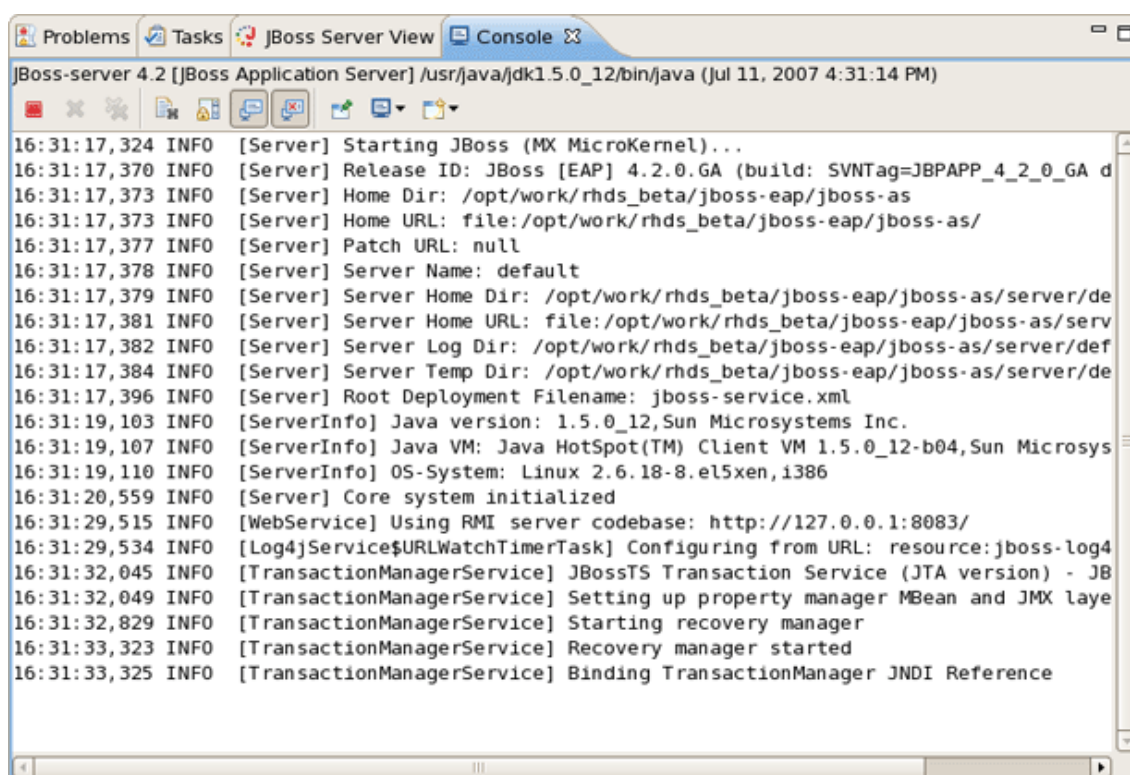 Problems Tasks JBoss Server View Console
JBoss-server 4.2 [JBoss Application Server] /usr/java/jdk1.5.0_12/bin/java (Jul 11, 2007 4:31:14 PM)
16:31:17,324 INFO [Server] Starting JBoss (MX MicroKernel)...
16:31:17,370 INFO [Server] Release ID: JBoss [EAP] 4.2.0.GA (build: SVNTag=JBPAPP_4_2_0_GA d
16:31:17,373 INFO [Server] Home Dir: /opt/work/rhds_beta/jboss-eap/jboss-as
16:31:17,373 INFO [Server] Home URL: file:/opt/work/rhds_beta/jboss-eap/jboss-as/
16:31:17,377 INFO [Server] Patch URL: null
16:31:17,378 INFO [Server] Server Name: default
16:31:17,379 INFO [Server] Server Home Dir: /opt/work/rhds_beta/jboss-eap/jboss-as/server/de
16:31:17,381 INFO [Server] Server Home URL: file:/opt/work/rhds_beta/jboss-eap/jboss-as/serv
16:31:17,382 INFO [Server] Server Log Dir: /opt/work/rhds_beta/jboss-eap/jboss-as/server/def
16:31:17,384 INFO [Server] Server Temp Dir: /opt/work/rhds_beta/jboss-eap/jboss-as/server/de
16:31:17,396 INFO [Server] Root Deployment Filename: jboss-service.xml
16:31:19,103 INFO [ServerInfo] Java version: 1.5.0_12,Sun Microsystems Inc.
16:31:19,107 INFO [ServerInfo] Java VM: Java HotSpot(TM) Client VM 1.5.0_12-b04,Sun Microsys
16:31:19,110 INFO [ServerInfo] OS-System: Linux 2.6.18-8.el5xen,i386
16:31:20,559 INFO [Server] Core system initialized
16:31:29,515 INFO [WebService] Using RMI server codebase: http://127.0.0.1:8083/
16:31:29,534 INFO [Log4jService$URLWatchTimerTask] Configuring from URL: resource:jboss-log4
16:31:32,045 INFO [TransactionManagerService] JBossTS Transaction Service (JTA version) - JB
16:31:32,049 INFO [TransactionManagerService] Setting up property manager MBean and JMX laye
16:31:32,829 INFO [TransactionManagerService] Starting recovery manager
16:31:33,323 INFO [TransactionManagerService] Recovery manager started
16:31:33,325 INFO [TransactionManagerService] Binding TransactionManager JNDI Reference